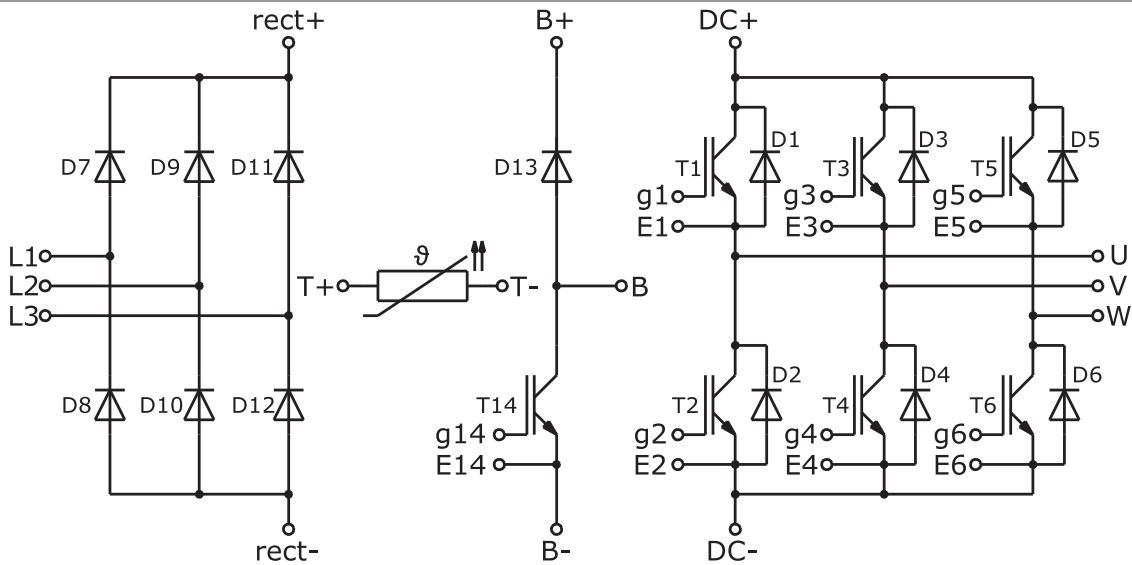 rect+ B+ DC+
D7 D9 D11 D13 T1 D1 T3 D3 T5 D5
g1 g3 g5
E1 E3 E5
L1 U
L2 T+ ϑ T- B V
L3 W
D8 D10 D12 T14 T2 D2 T4 D4 T6 D6
g14 g2 g4 g6
E14 E2 E4 E6
rect- B- DC-